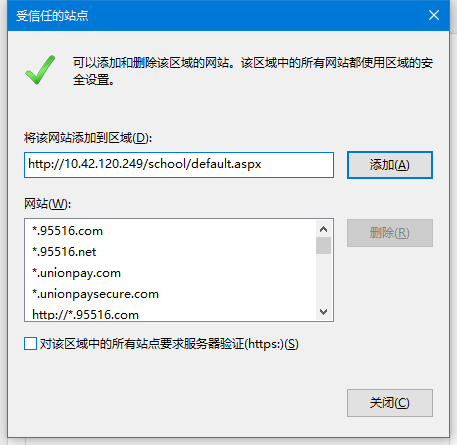 受信任的站点
可以添加和删除该区域的网站。该区域中的所有网站都使用区域的安
全设置。
将该网站添加到区域(D):
http://10.42.120.249/school/default.aspx
添加(A)
网站(W):
*.95516.com
*.95516.net
*.unionpay.com
*.unionpaysecure.com
http://*.95516.com
删除(R)
对该区域中的所有站点要求服务器验证(https:)(S)
关闭(C)